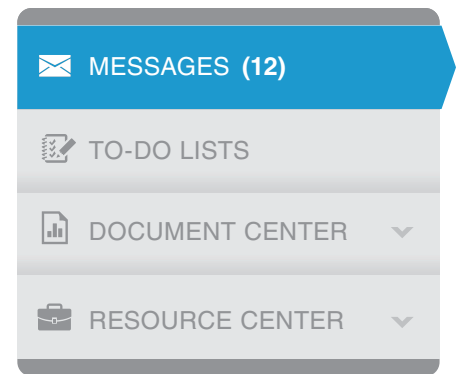 MESSAGES (12)
TO-DO LISTS
DOCUMENT CENTER
RESOURCE CENTER